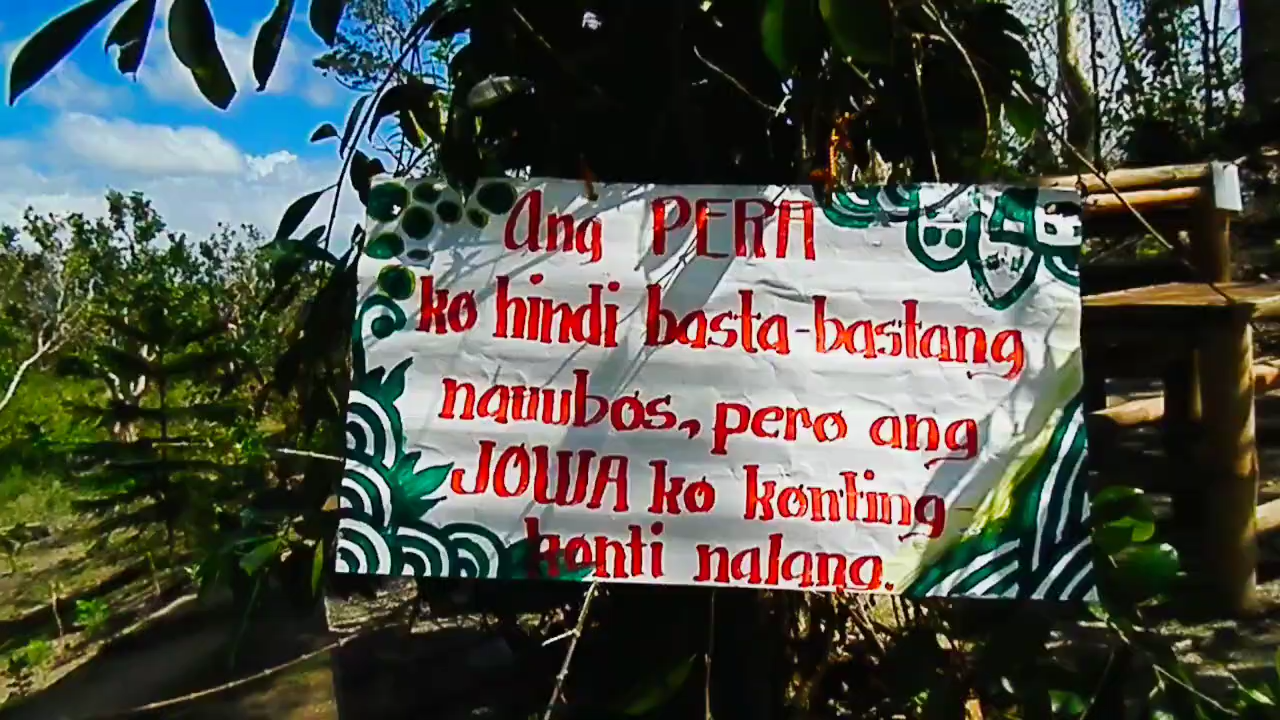 Ang PERA
ko hindi basta-bastang
nauubos, pero ang
JOWA ko konting-
konti nalang.